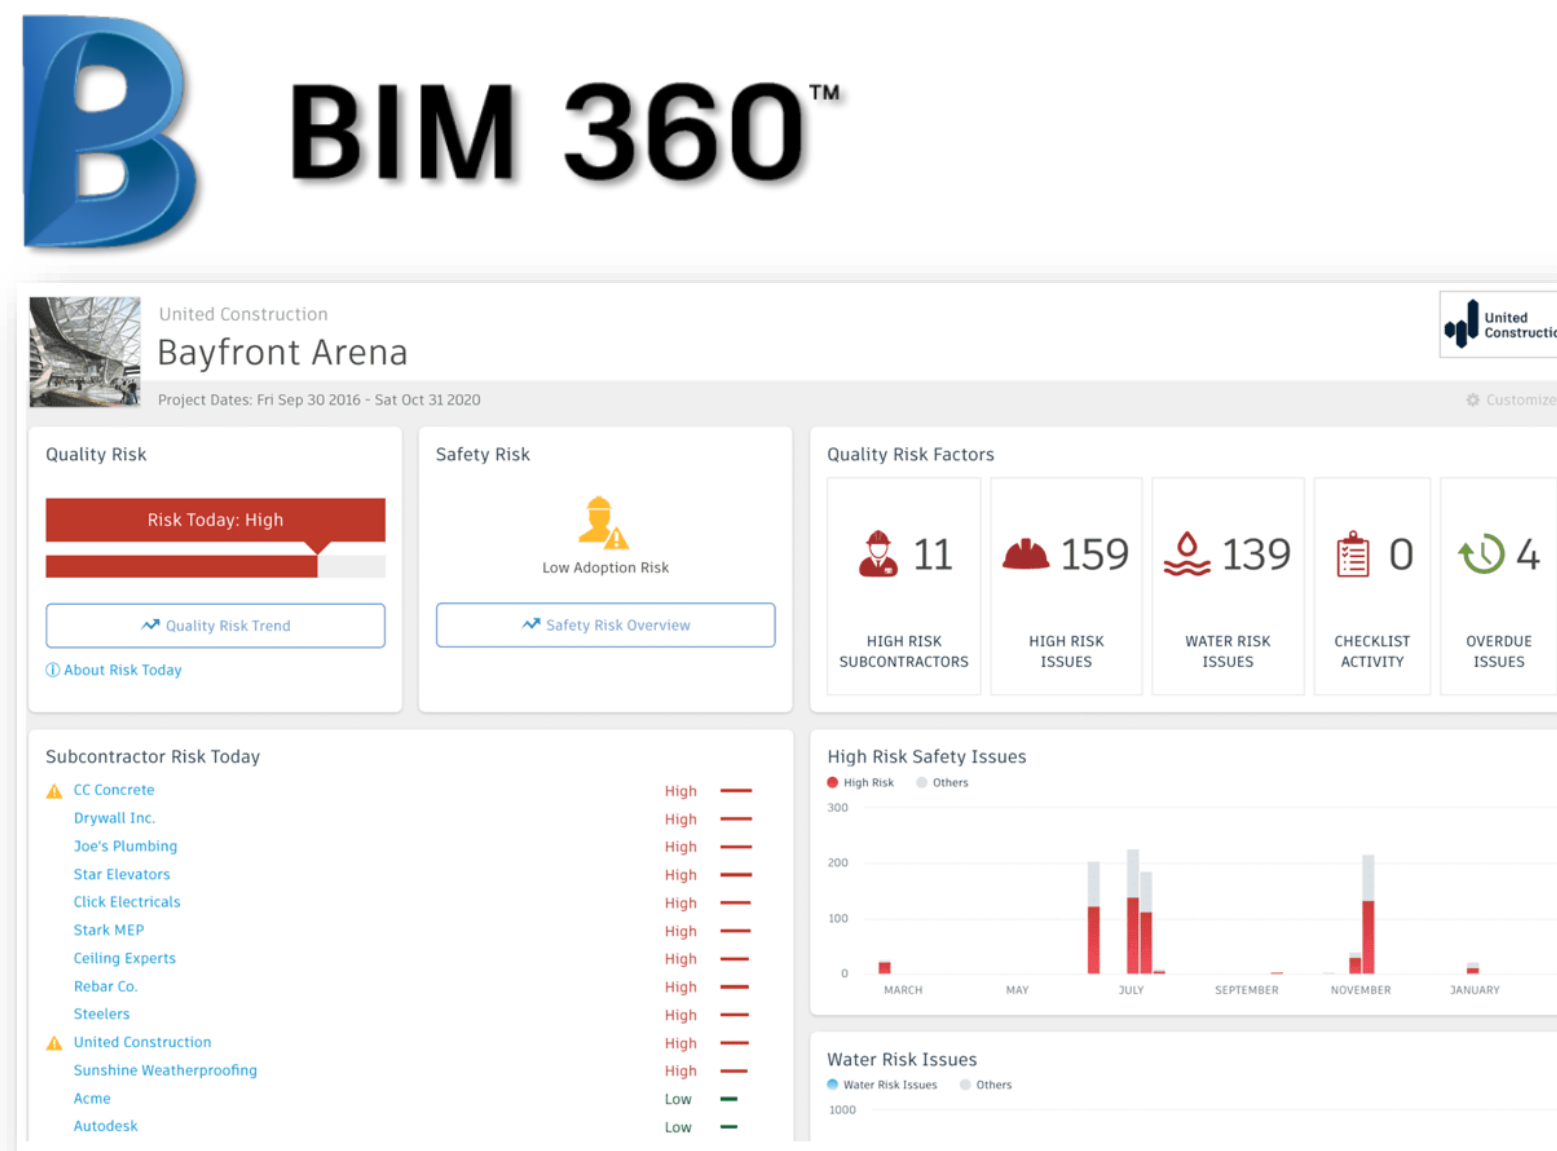 BIM 360™
United Construction
Bayfront Arena
United
Project Dates: Fri Sep 30 2016 - Sat Oct 31 2020
Customize
Quality Risk
Risk Today: High
Quality Risk Trend
About Risk Today
Safety Risk
Low Adoption Risk
Safety Risk Overview
Quality Risk Factors
11
HIGH RISK
SUBCONTRACTORS
159
HIGH RISK
ISSUES
139
WATER RISK
ISSUES
0
CHECKLIST
ACTIVITY
4
OVERDUE
ISSUES
Subcontractor Risk Today
CC Concrete High
Drywall Inc. High
Joe's Plumbing High
Star Elevators High
Click Electricals High
Stark MEP High
Ceiling Experts High
Rebar Co. High
Steelers High
United Construction High
Sunshine Weatherproofing High
Acme Low
Autodesk Low
High Risk Safety Issues
High Risk Others
300
200
100
0
MARCH MAY JULY SEPTEMBER NOVEMBER JANUARY
Water Risk Issues
Water Risk Issues Others
1000